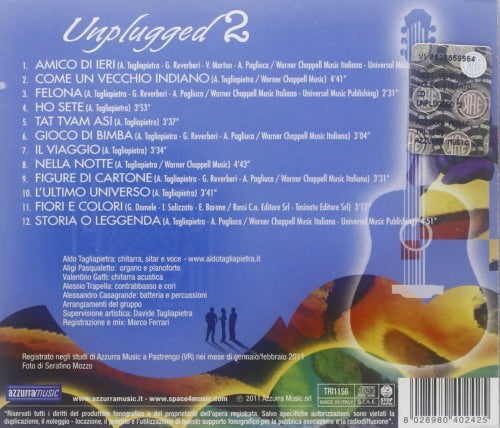 Unplugged 2
1. AMICO DI IERI (A. Tagliapietra - G. Reverberi - V. Marton - A. Pagliuca / Warner Chappell Music Italiana - Universal Mus
2. COME UN VECCHIO INDIANO (A. Tagliapietra / Warner Chappell Music) 4'41"
3. FELONA (A. Tagliapietra - G. Reverberi - A. Pagliuca / Warner Chappell Music Italiana - Universal Music Publishing) 2'31"
4. HO SETE (A. Tagliapietra) 3'53"
5. TAT TVAM ASI (A. Tagliapietra) 3'37"
6. GIOCO DI BIMBA (A. Tagliapietra - G. Reverberi - A. Pagliuca / Warner Chappell Music Italiana) 3'04"
7. IL VIAGGIO (A. Tagliapietra) 3'34"
8. NELLA NOTTE (A. Tagliapietra / Warner Chappell Music) 4'43"
9. FIGURE DI CARTONE (A. Tagliapietra - G. Reverberi - A. Pagliuca / Warner Chappell Music Italiana) 3'31"
10. L'ULTIMO UNIVERSO (A. Tagliapietra) 3'41"
11. FIORI E COLORI (G. Damele - I. Salizzato - E. Barone / Rossi C.a. Editore Srl - Tasinato Editore Srl) 3'17"
12. STORIA O LEGGENDA (A. Tagliapietra - A. Pagliuca / Warner Chappell Music Italiana - Universal Music Publishing) 4'51"
Aldo Tagliapietra: chitarra, sitar e voce - www.aldotagliapietra.it
Aligi Pasqualetto: organo e pianoforte
Valentino Gatti: chitarra acustica
Alessio Trapella: contrabbasso e cori
Alessandro Casagrande: batteria e percussioni
Arrangiamenti del gruppo
Supervisione artistica: Davide Tagliapietra
Registrazione e mix: Marco Ferrari
Registrato negli studi di Azzurra Music a Pastrengo (VR) nei mese di gennaio/febbraio 2011
Foto di Serafino Mozzo
azzurramusic
www.azzurramusic.it - www.space4music.com
℗ © 2011 Azzurra Music srl
TRI1156
MADE IN ITALY
S.I.A.E.
STOP PIRACY
"Riservati tutti i diritti del produttore fonografico e del proprietario dell'opera registrata. Salvo specifiche autorizzazioni, sono vietati la
duplicazione, il noleggio, il prestito e l'utilizzazione di questo supporto fonografico per la pubblica esecuzione e la radiodiffusione".
8 028980 402425